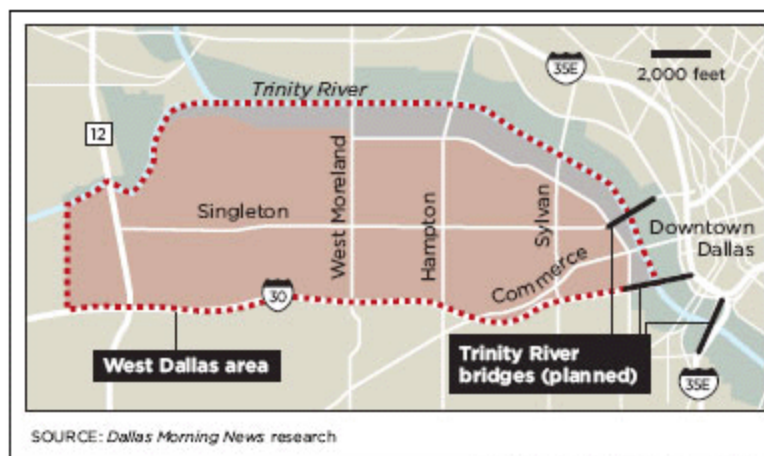 35E
2,000 feet
Trinity River
12
Singleton
West Moreland
Hampton
Sylvan
Downtown
Dallas
Commerce
30
West Dallas area
Trinity River
bridges (planned)
35E
SOURCE: Dallas Morning News research